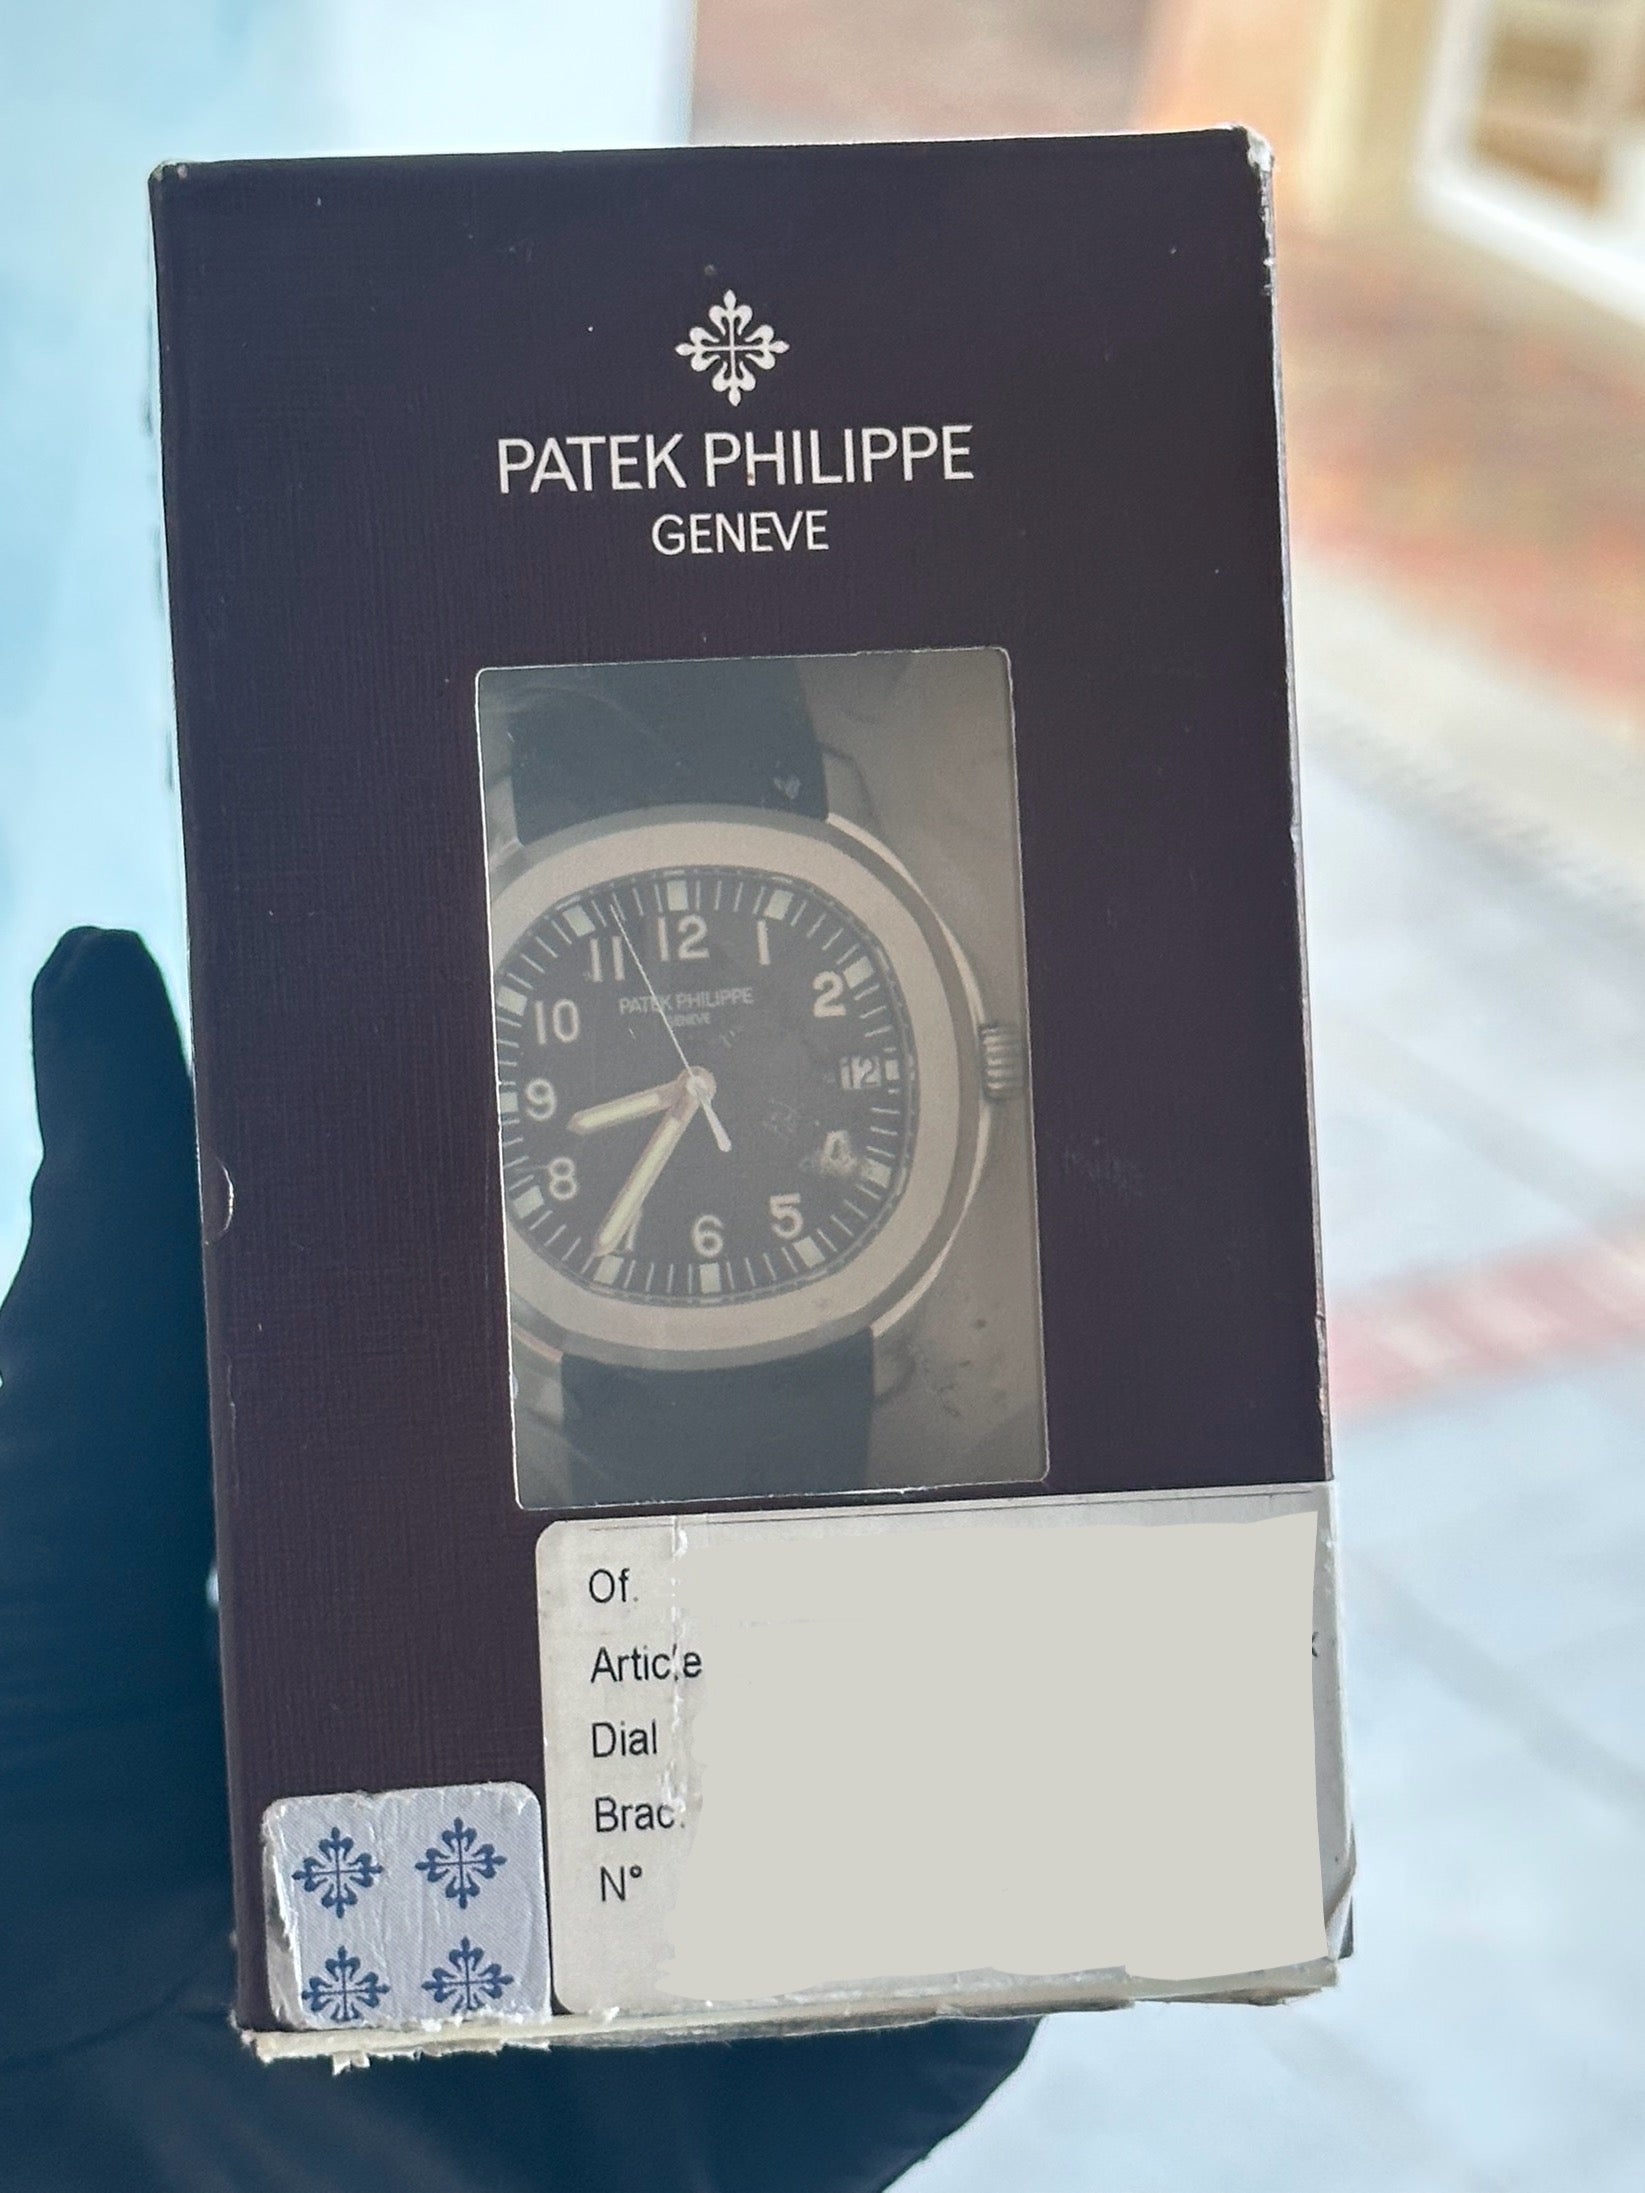 PATEK PHILIPPE
GENEVE
11 12 1
PATEK PHILIPPE 2
10 GENEVE
9 12
8
6 5
Of.
Article
Dial
Brac.
N°